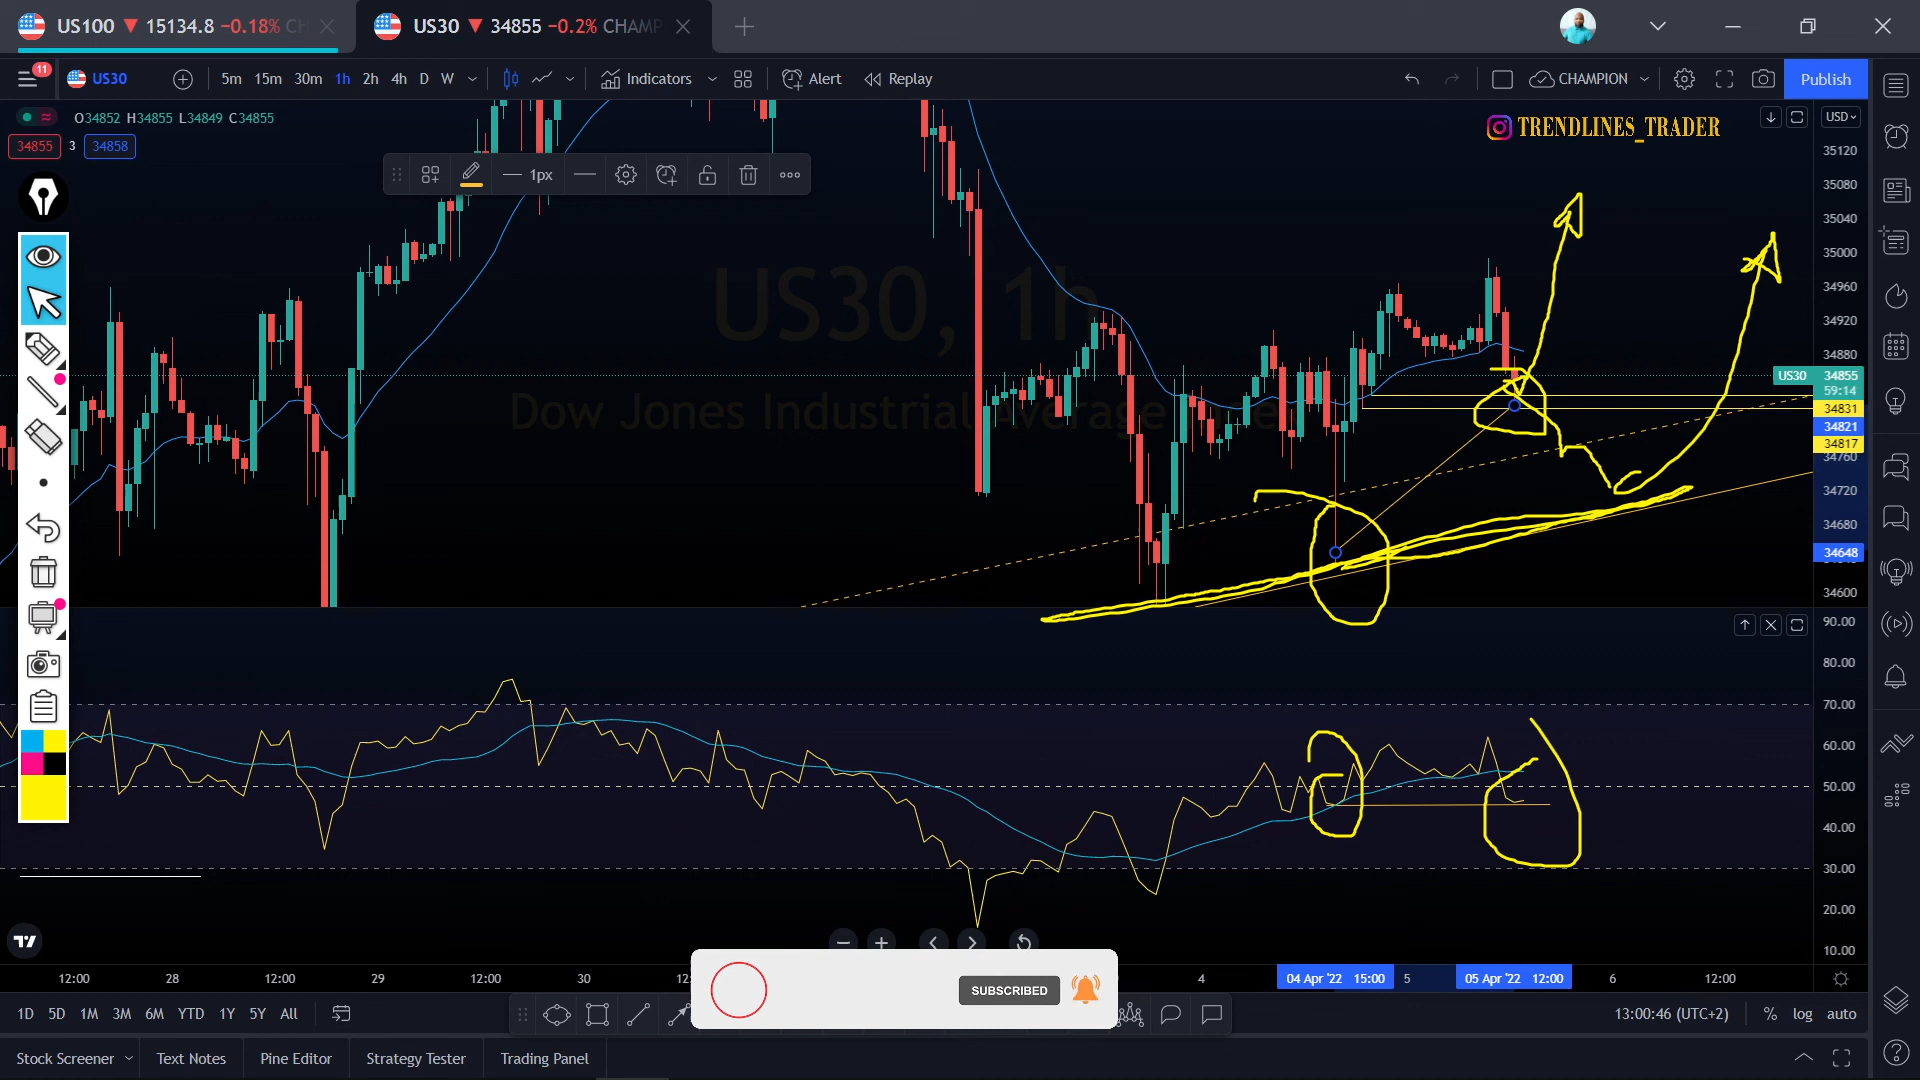 US100 ▼ 15134.8 −0.18% CH
US30 ▼ 34855 −0.2% CHAMP
11
US30
5m 15m 30m 1h 2h 4h D W
Indicators
Alert
Replay
CHAMPION
Publish
O34852 H34855 L34849 C34855
34855 3 34858
1px
TRENDLINES_TRADER
USD
US30, 1h
Dow Jones Industrial Average
35120
35080
35040
35000
34960
34920
34880
US30 34855
59:14
34831
34821
34817
34760
34720
34680
34648
34600
90.00
80.00
70.00
60.00
50.00
40.00
30.00
20.00
10.00
12:00 28 12:00 29 12:00 30 12: 4 04 Apr '22 15:00 5 05 Apr '22 12:00 6 12:00
SUBSCRIBED
1D 5D 1M 3M 6M YTD 1Y 5Y All
13:00:46 (UTC+2) % log auto
Stock Screener Text Notes Pine Editor Strategy Tester Trading Panel